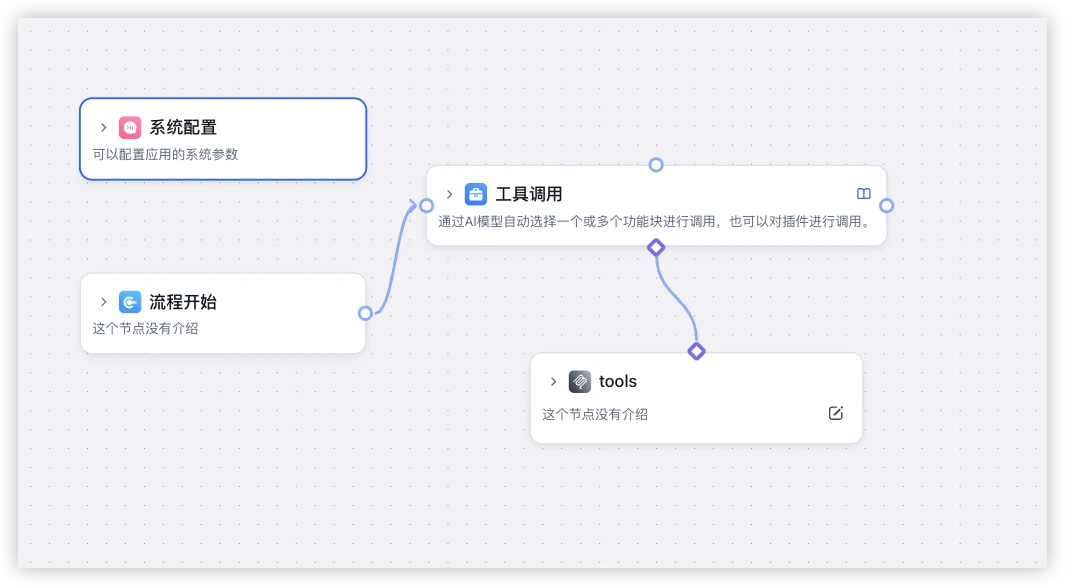 系统配置
可以配置应用的系统参数
工具调用
通过AI模型自动选择一个或多个功能块进行调用，也可以对插件进行调用。
流程开始
这个节点没有介绍
tools
这个节点没有介绍